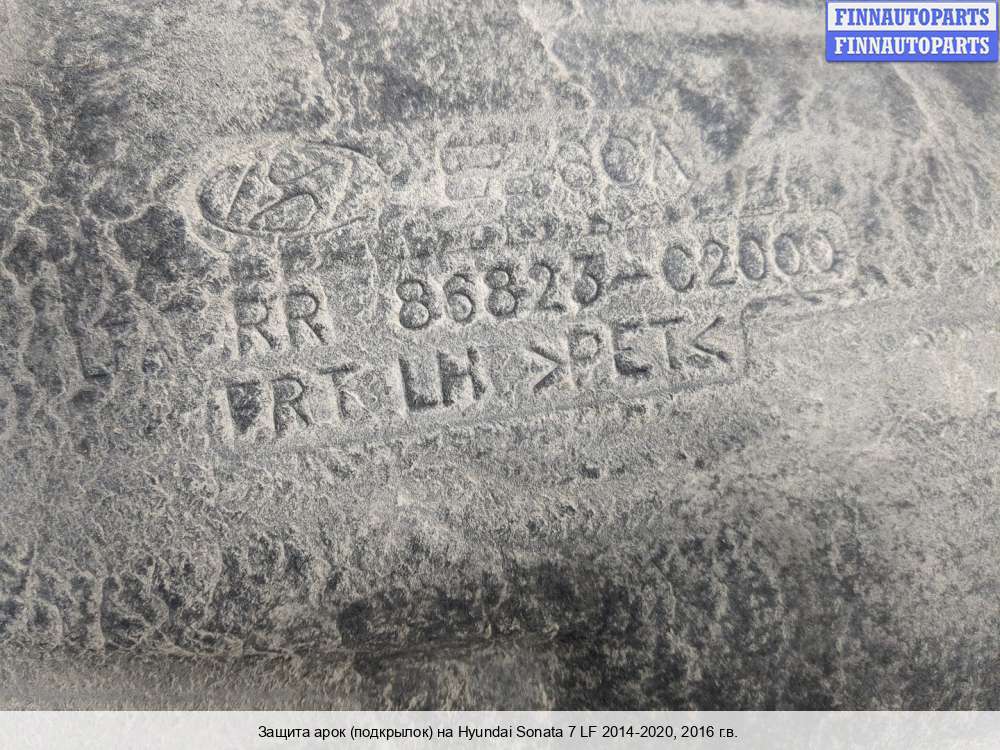 FINNAUTOPARTS
FINNAUTOPARTS
RR 86823-C2000
FRT LH >PET<
Защита арок (подкрылок) на Hyundai Sonata 7 LF 2014-2020, 2016 г.в.